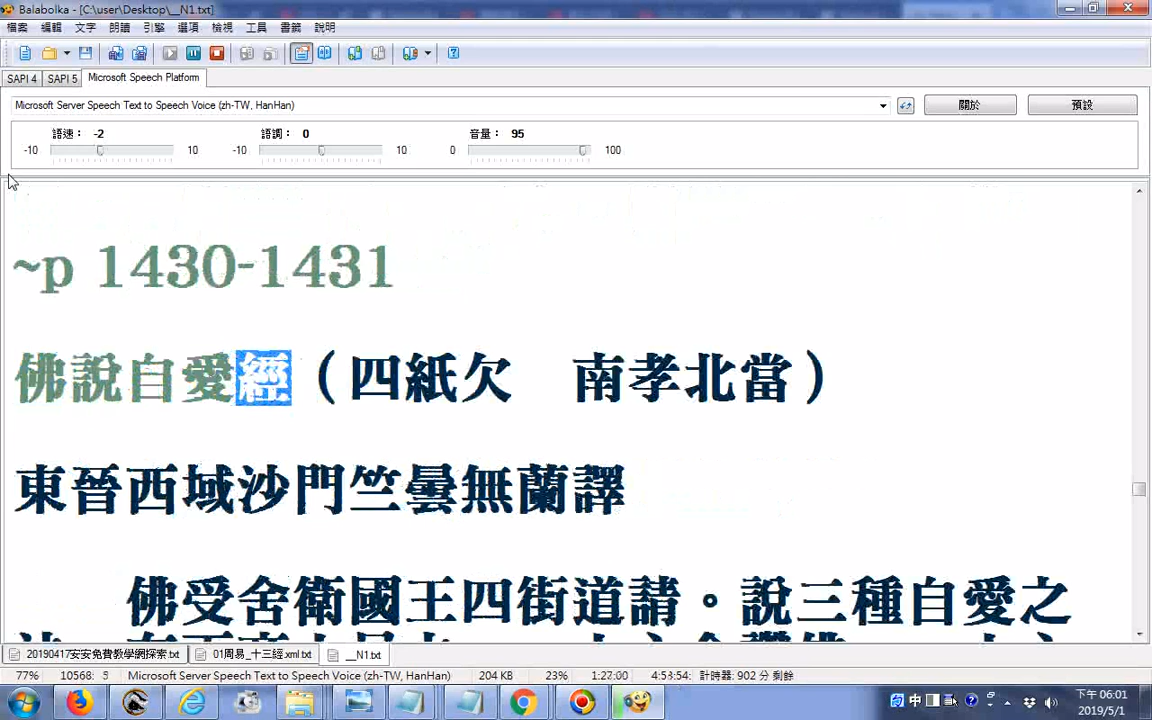 Balabolka - [C:\user\Desktop\__N1.txt]
檔案 編輯 文字 朗讀 引擎 選項 檢視 工具 書籤 說明
SAPI 4 SAPI 5 Microsoft Speech Platform
Microsoft Server Speech Text to Speech Voice (zh-TW, HanHan) 關於 預設
語速： -2 語調： 0 音量： 95
-10 10 -10 10 0 100
~p 1430-1431
佛說自愛經（四紙欠　南孝北當）
東晉西域沙門竺曇無蘭譯
佛受舍衛國王四街道請。說三種自愛之
20190417安安免費教學網探索.txt 01周易_十三經.xml.txt __N1.txt
77% Microsoft Server Speech Text to Speech Voice (zh-TW, HanHan) 204 KB 23% 1:27:00 4:53:54 計時器: 902 分 剩餘
中 下午 06:01
2019/5/1